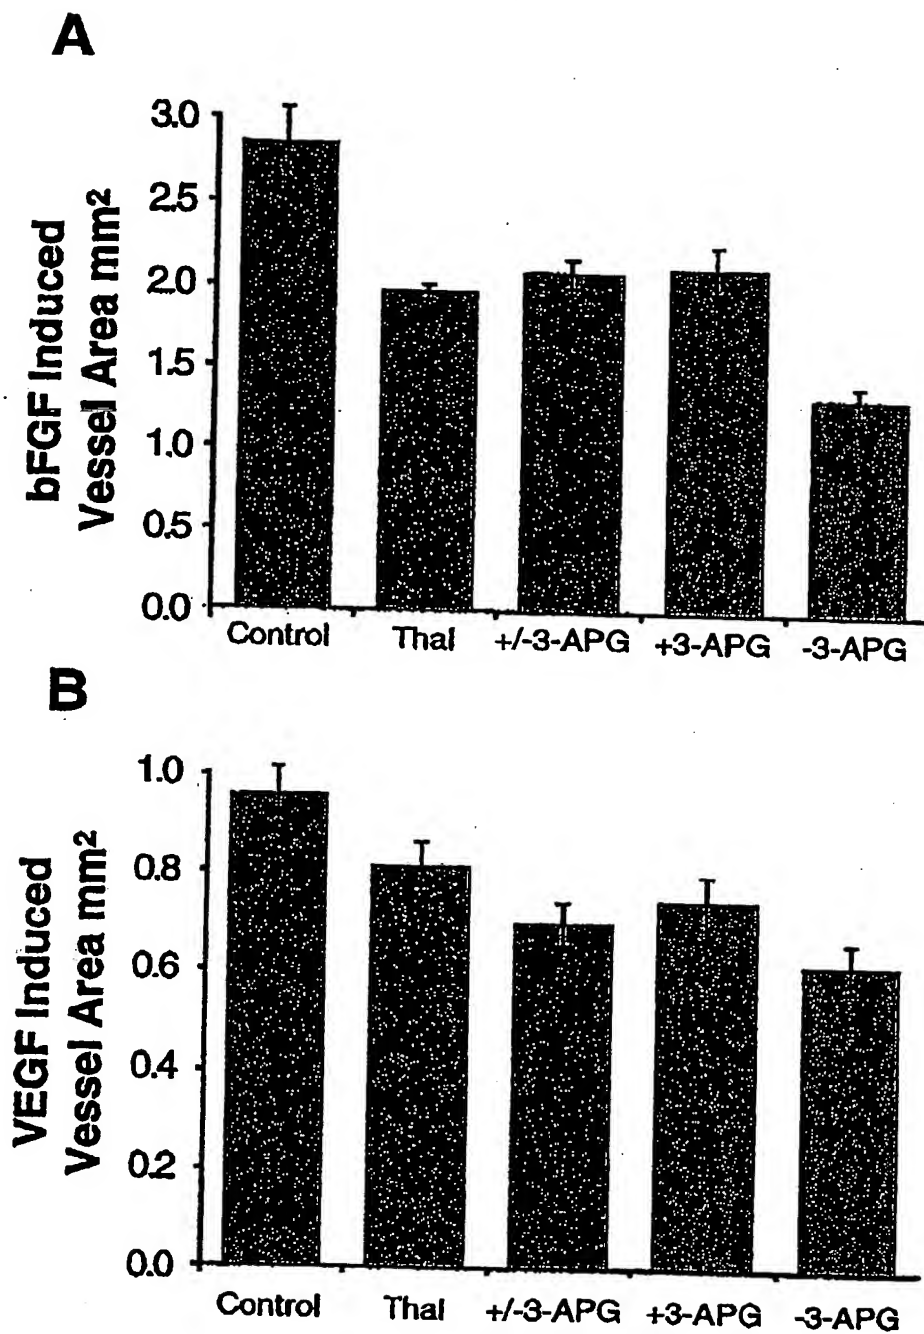 A
3.0
2.5
2.0
1.5
1.0
0.5
0.0
bFGF Induced
Vessel Area mm²
Control Thal +/-3-APG +3-APG -3-APG
B
1.0
0.8
0.6
0.4
0.2
0.0
VEGF Induced
Vessel Area mm²
Control Thal +/-3-APG +3-APG -3-APG